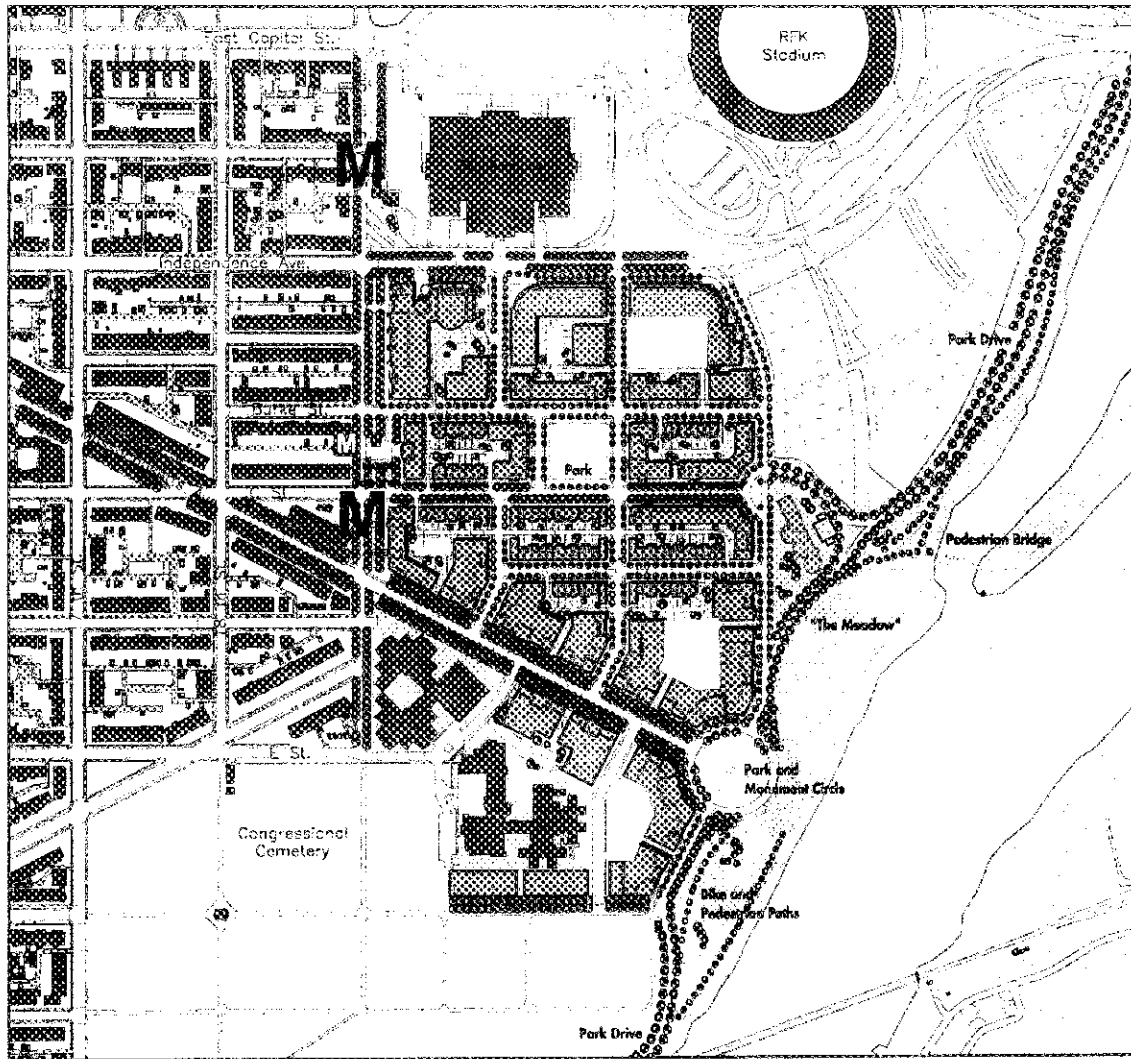 East Capitol St.
RFK
Stadium
M
Independence Ave.
Park Drive
Burke St.
M
Park
M
Pedestrian Bridge
"The Meadow"
E St.
Park and
Monument Circle
Congressional
Cemetery
Bike and
Pedestrian Paths
Park Drive